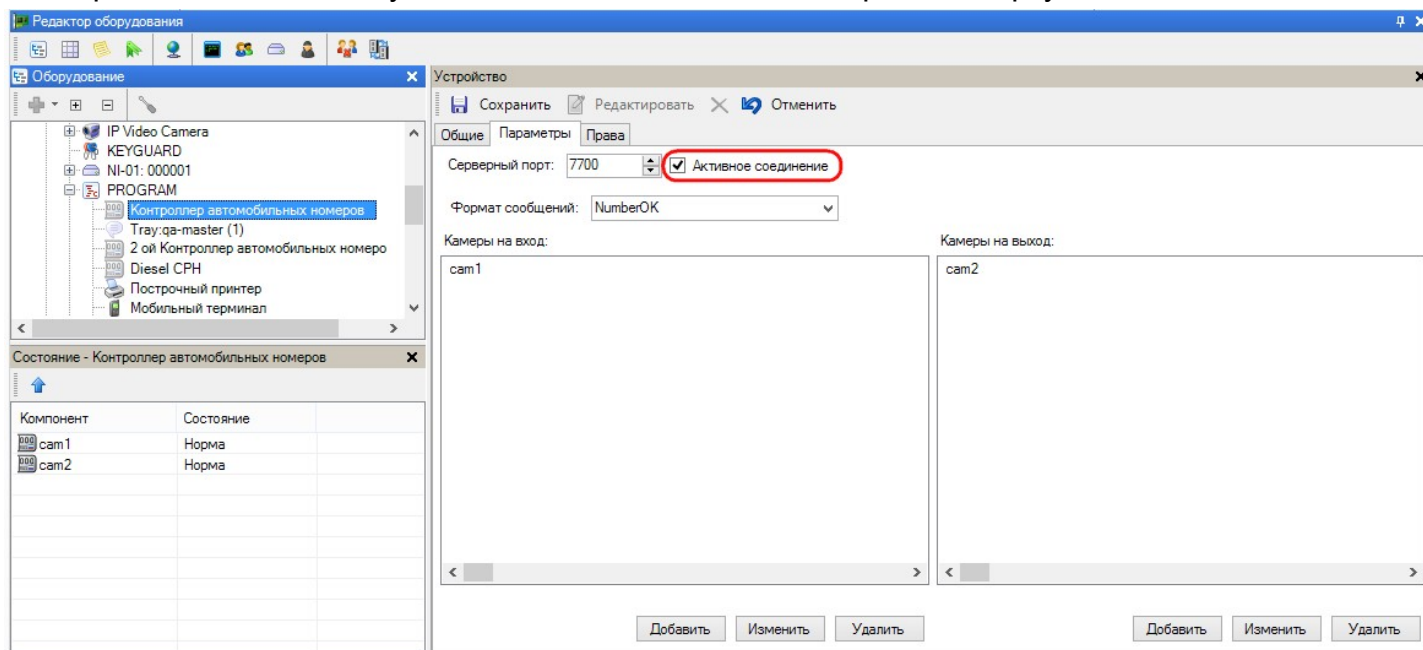 Редактор оборудования
Оборудование
IP Video Camera
KEYGUARD
NI-01: 000001
PROGRAM
Контроллер автомобильных номеров
Tray:qa-master (1)
2 ой Контроллер автомобильных номеро
Diesel CPH
Построчный принтер
Мобильный терминал
Состояние - Контроллер автомобильных номеров
Компонент Состояние
cam1 Норма
cam2 Норма
Устройство
Сохранить Редактировать Отменить
Общие Параметры Права
Серверный порт: 7700 Активное соединение
Формат сообщений: NumberOK
Камеры на вход: Камеры на выход:
cam1 cam2
Добавить Изменить Удалить Добавить Изменить Удалить